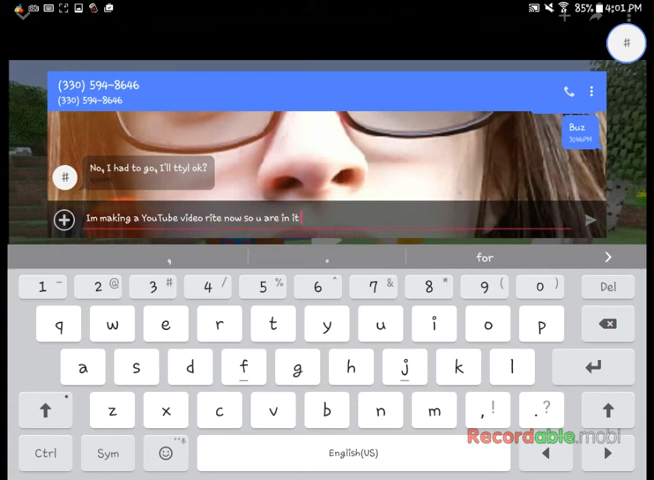 85% 4:01 PM
#
(330) 594-8646
(330) 594-8646
Buz
3:46PM
# No, I had to go, I'll ttyl ok?
Im making a YouTube video rite now so u are in it
, . for >
1 - 2 @ 3 # 4 / 5 % 6 ^ 7 & 8 * 9 ( 0 ) Del
q w e r t y u i o p
a s d f g h j k l
z x c v b n m , ! . ?
Recordable.mobi
Ctrl Sym English(US)